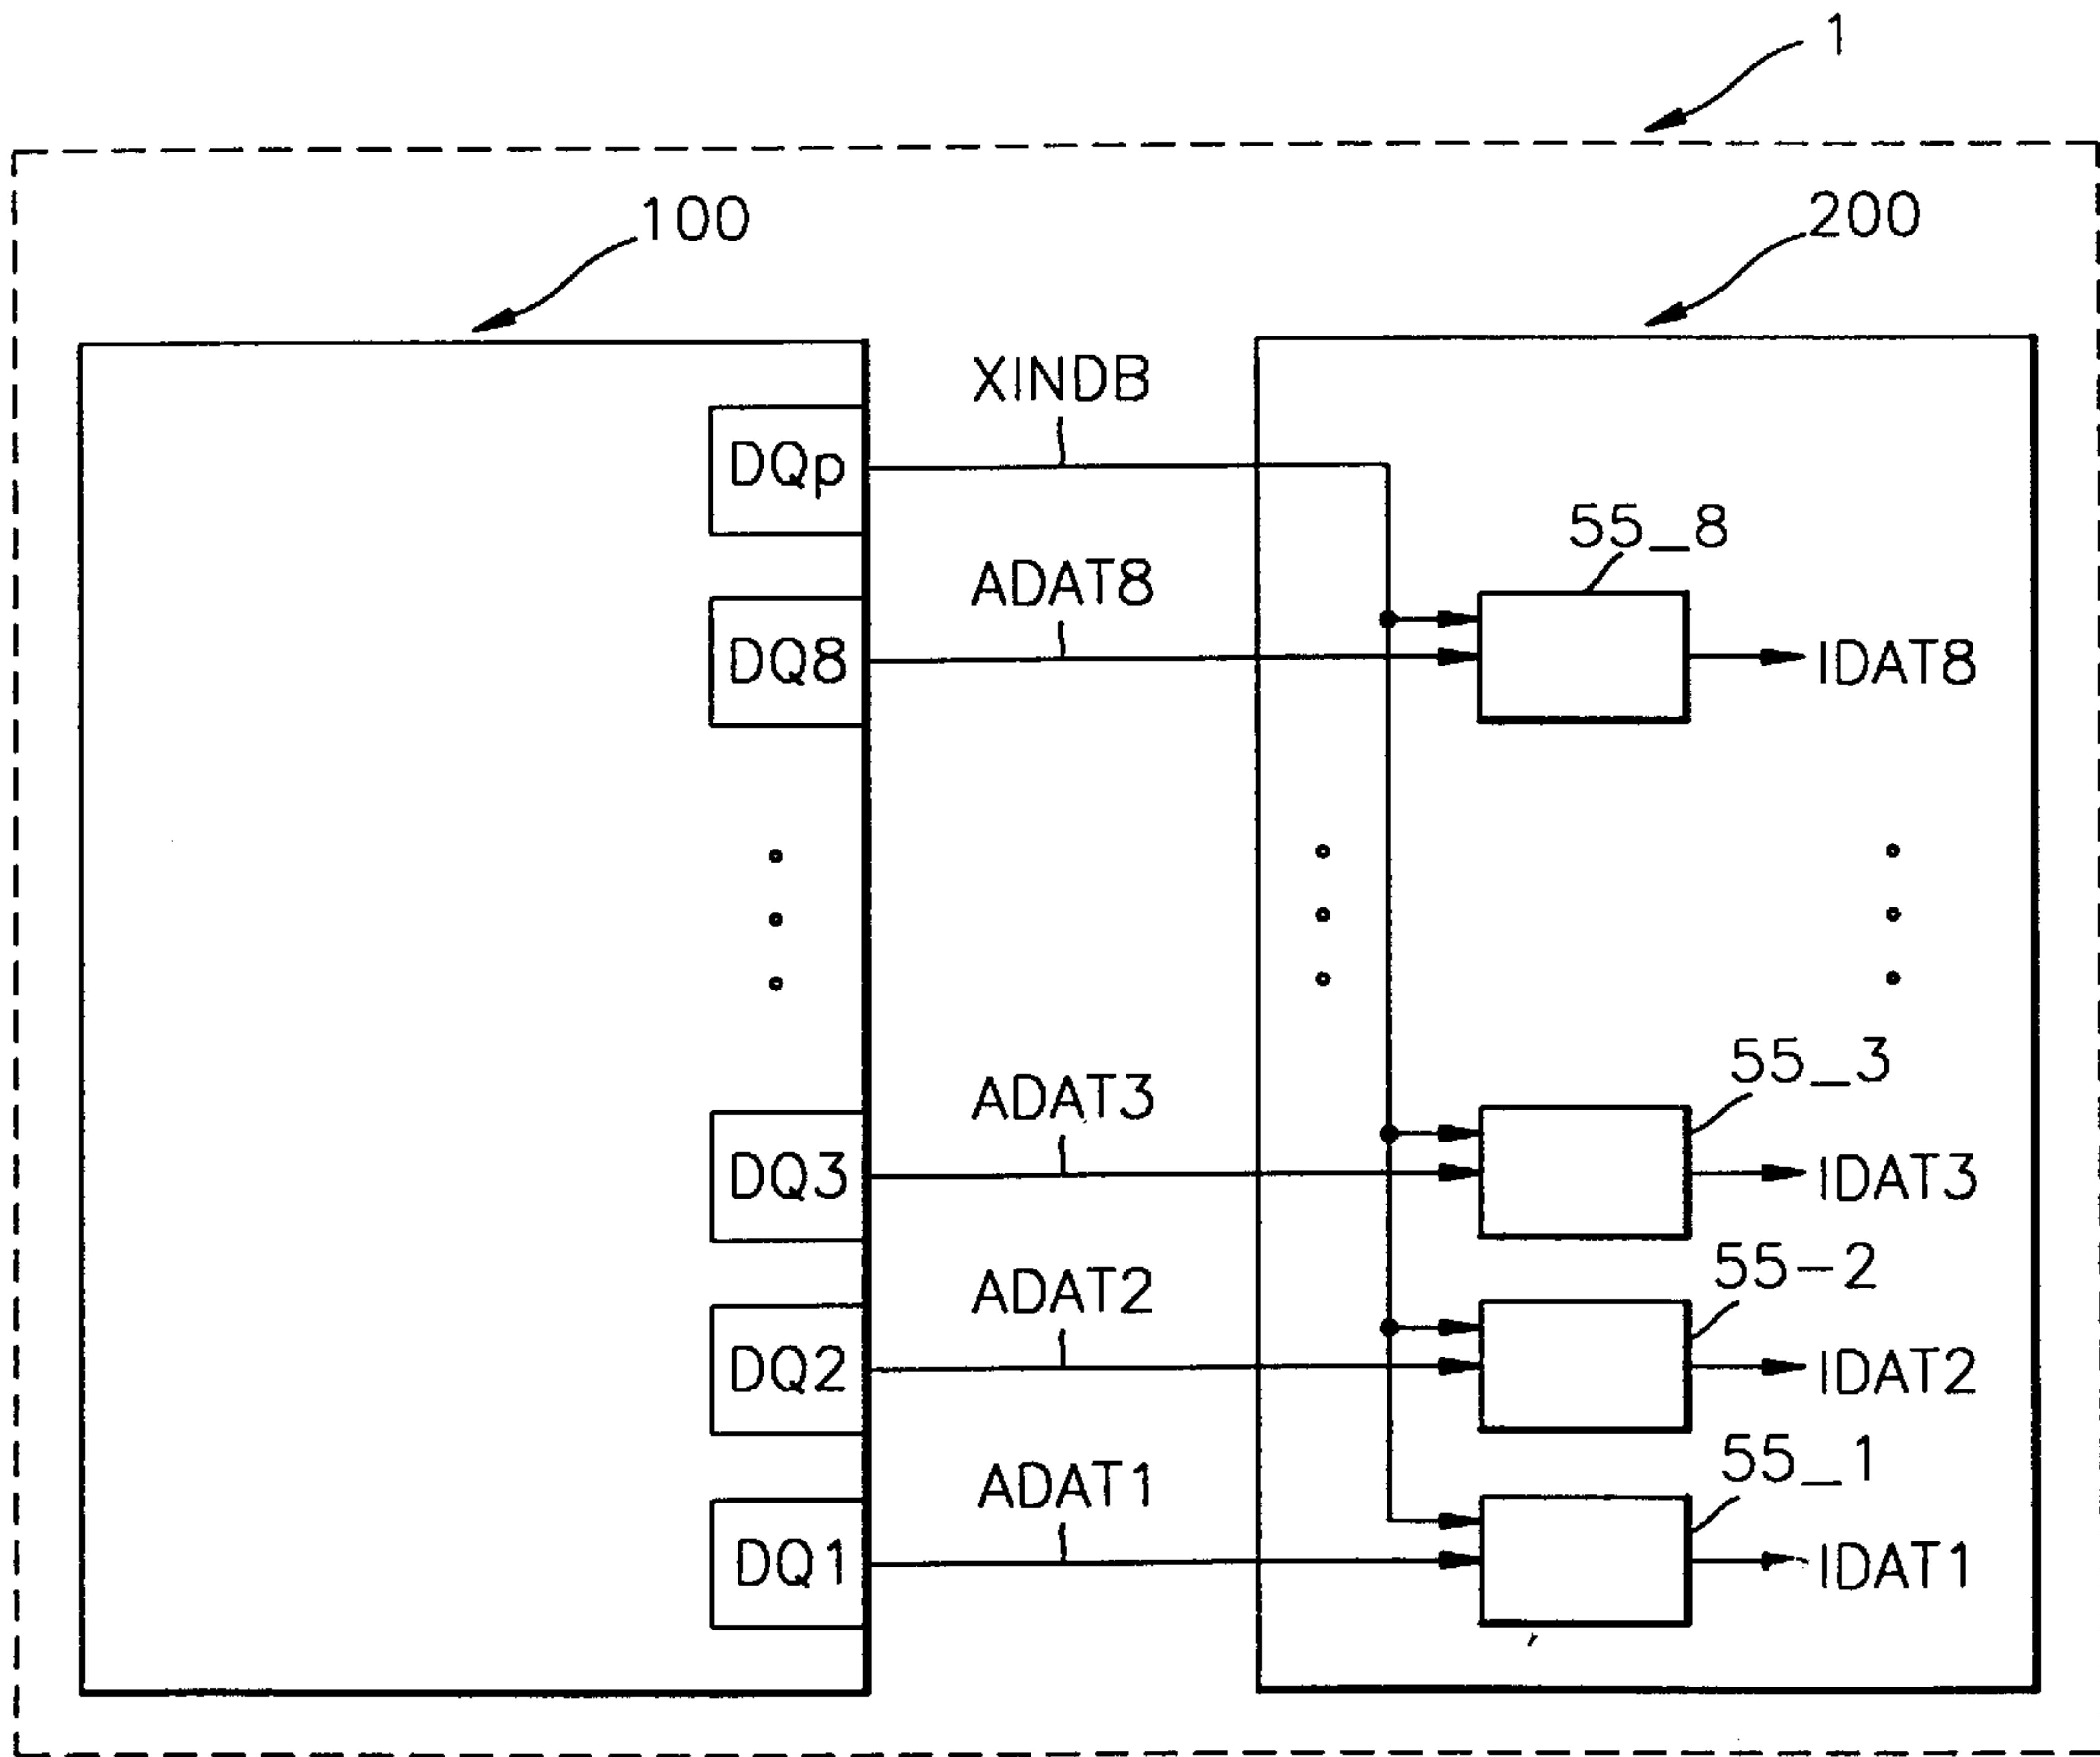 1
100
200
XINDB
DQp
55_8
ADAT8
DQ8
IDAT8
55_3
ADAT3
DQ3
IDAT3
55-2
ADAT2
DQ2
IDAT2
55_1
ADAT1
DQ1
IDAT1